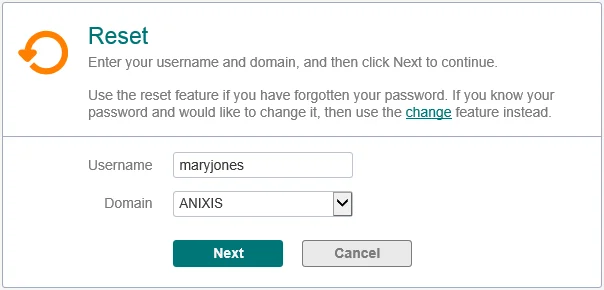 Reset
Enter your username and domain, and then click Next to continue.
Use the reset feature if you have forgotten your password. If you know your
password and would like to change it, then use the change feature instead.
Username maryjones
Domain ANIXIS
Next Cancel